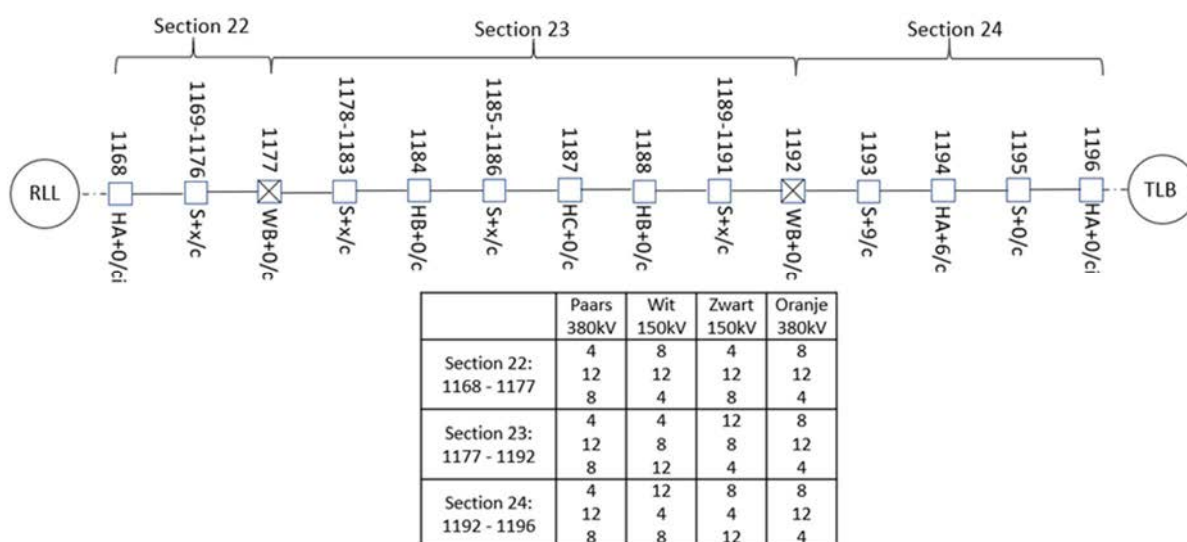 Section 22
Section 23
Section 24
1168
1169-1176
1177
1178-1183
1184
1185-1186
1187
1188
1189-1191
1192
1193
1194
1195
1196
RLL
TLB
HA+0/ci
S+x/c
WB+0/c
S+x/c
HB+0/c
S+x/c
HC+0/c
HB+0/c
S+x/c
WB+0/c
S+9/c
HA+6/c
S+0/c
HA+0/ci
Paars Wit Zwart Oranje
380kV 150kV 150kV 380kV
Section 22:
1168 - 1177
4 8 4 8
12 12 12 12
8 4 8 4
Section 23:
1177 - 1192
4 4 12 8
12 8 8 12
8 12 4 4
Section 24:
1192 - 1196
4 12 8 8
12 4 4 12
8 8 12 4